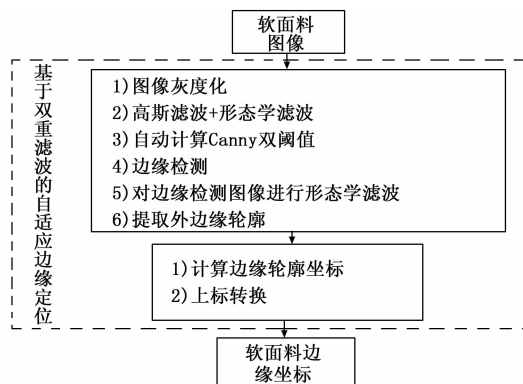 软面料
图像
基于双重滤波的自适应边缘定位
1)图像灰度化
2)高斯滤波+形态学滤波
3)自动计算Canny双阈值
4)边缘检测
5)对边缘检测图像进行形态学滤波
6)提取外边缘轮廓
1)计算边缘轮廓坐标
2)上标转换
软面料边
缘坐标